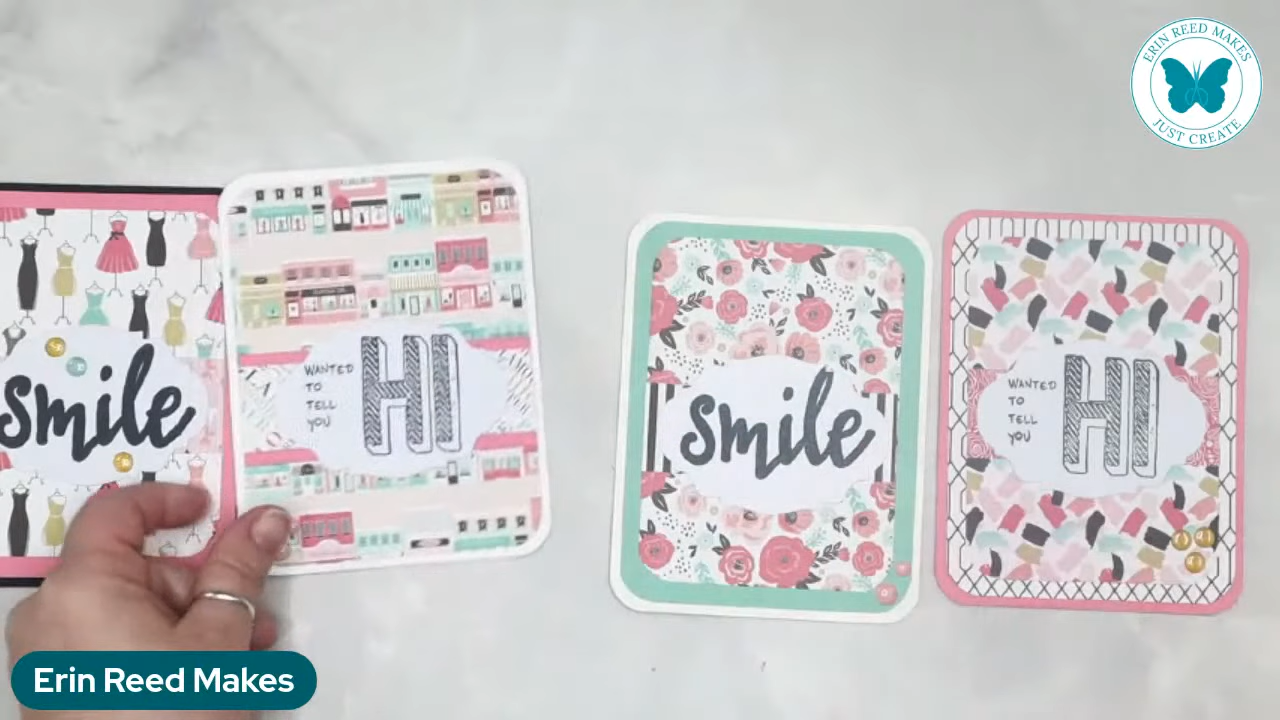 ERIN REED MAKES
JUST CREATE
smile
WANTED
TO
TELL
YOU
HI
smile
WANTED
TO
TELL
YOU
HI
Erin Reed Makes